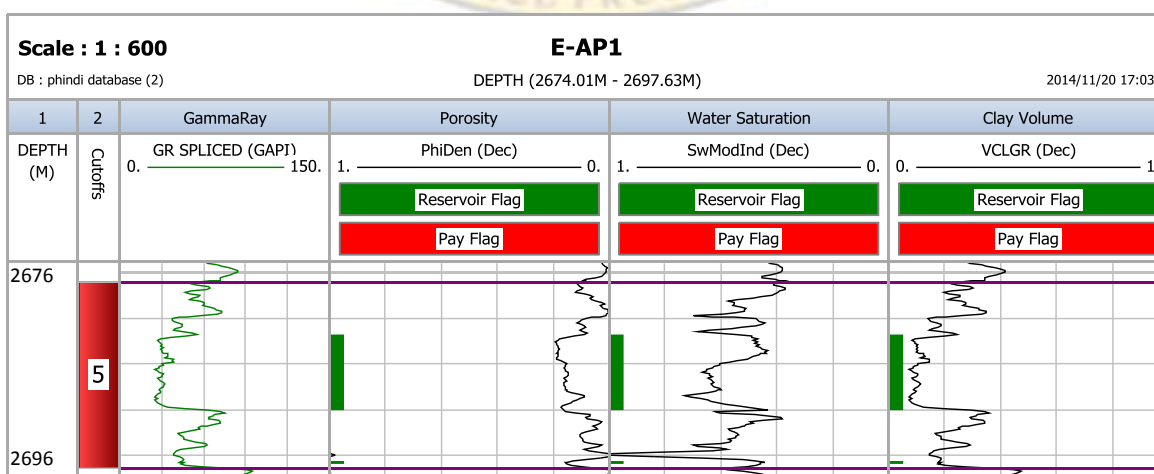 Scale : 1 : 600
E-AP1
DB : phindi database (2)
DEPTH (2674.01M - 2697.63M)
2014/11/20 17:03
1
2
GammaRay
Porosity
Water Saturation
Clay Volume
DEPTH
(M)
Cutoffs
GR SPLICED (GAPI)
0.
150.
PhiDen (Dec)
1.
0.
SwModInd (Dec)
1.
0.
VCLGR (Dec)
0.
1
Reservoir Flag
Reservoir Flag
Reservoir Flag
Pay Flag
Pay Flag
Pay Flag
2676
5
2696